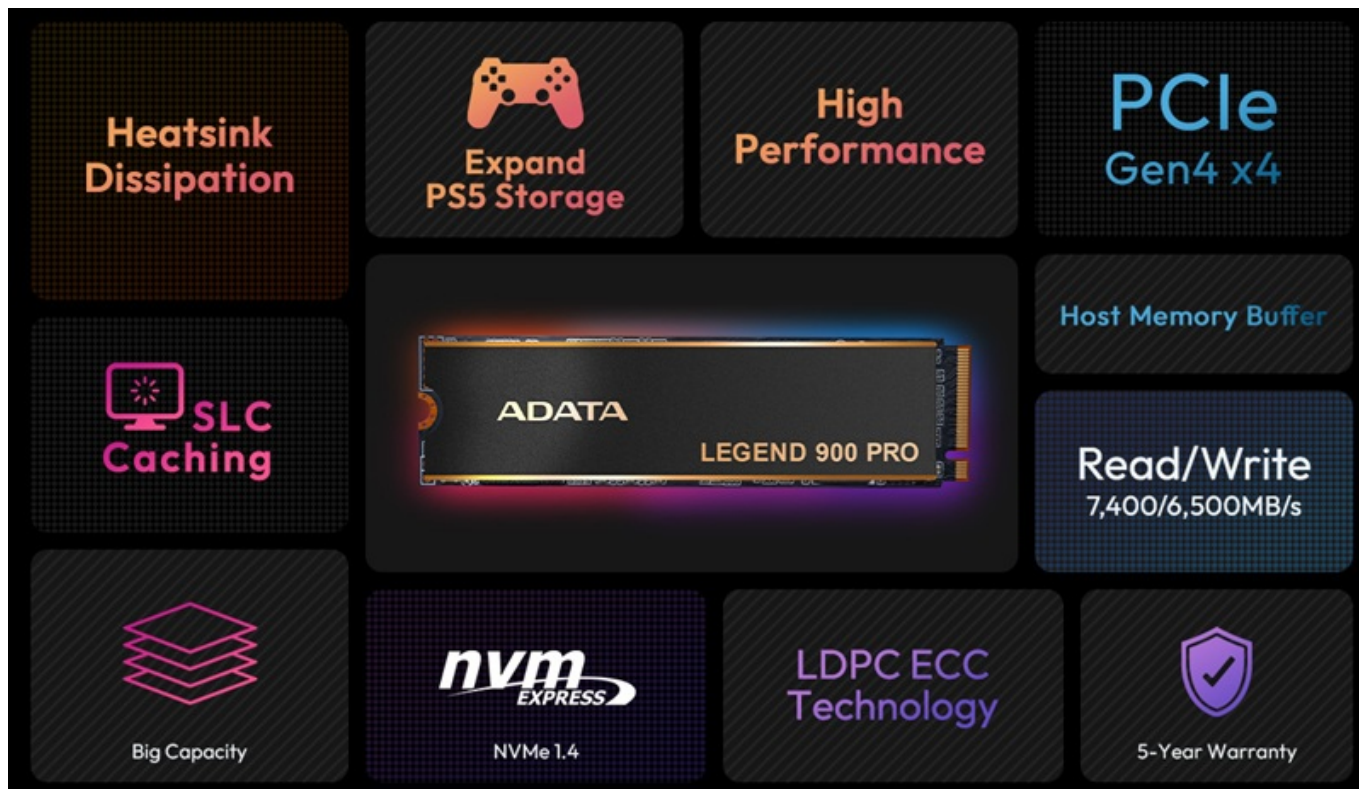 Heatsink
Dissipation
Expand
PS5 Storage
High
Performance
PCIe
Gen4 x4
Host Memory Buffer
SLC
Caching
ADATA
LEGEND 900 PRO
Read/Write
7,400/6,500MB/s
Big Capacity
nvm
EXPRESS
NVMe 1.4
LDPC ECC
Technology
5-Year Warranty